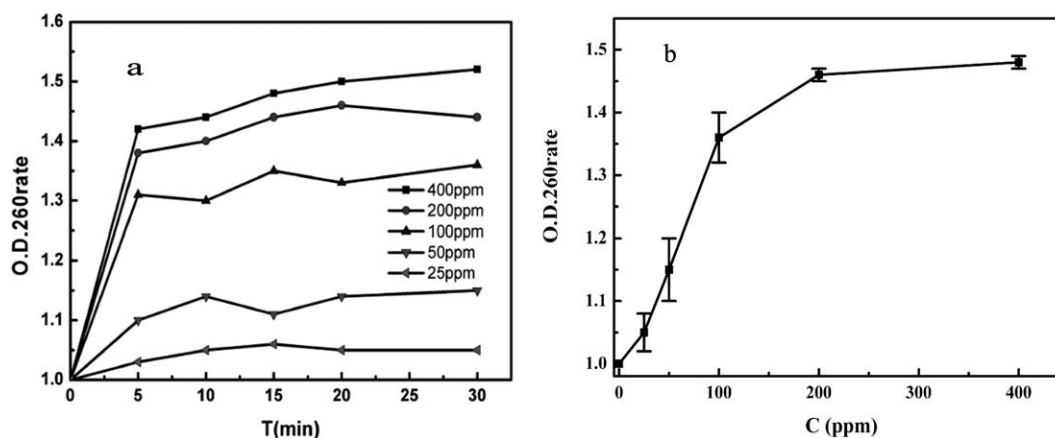 a
1.6
1.5
1.4
1.3
1.2
1.1
1.0
O.D.260rate
400ppm
200ppm
100ppm
50ppm
25ppm
0 5 10 15 20 25 30
T(min)
b
1.5
1.4
1.3
1.2
1.1
1.0
O.D.260rate
0 100 200 300 400
C (ppm)